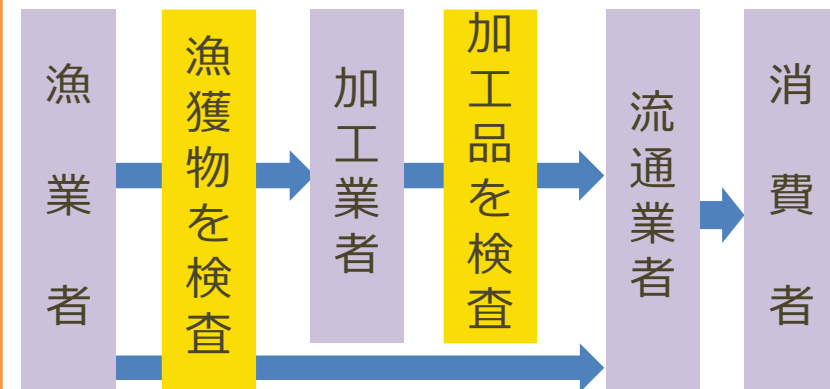 漁業者
漁獲物を検査
加工業者
加工品を検査
流通業者
消費者